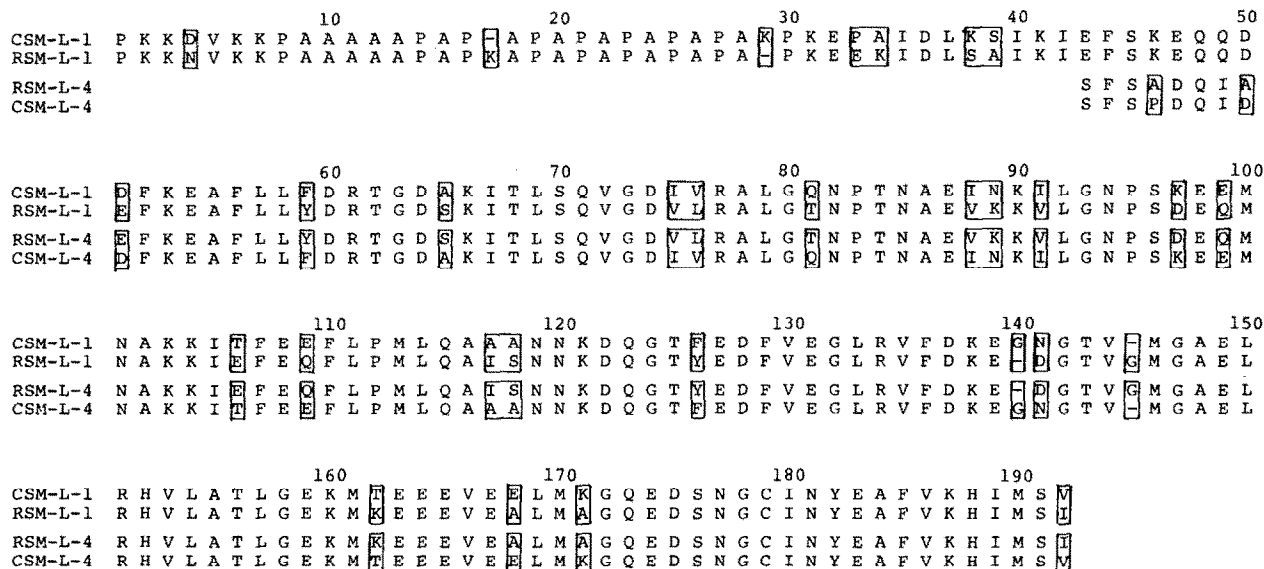 10 20 30 40 50
CSM-L-1 P K K D V K K P A A A A A P A P - A P A P A P A P A P A K P K E P A I D L K S I K I E F S K E Q Q D
RSM-L-1 P K K N V K K P A A A A A P A P K A P A P A P A P A P A - P K E E K I D L S A I K I E F S K E Q Q D
RSM-L-4 S F S A D Q I A
CSM-L-4 S F S P D Q I D
60 70 80 90 100
CSM-L-1 D F K E A F L L F D R T G D A K I T L S Q V G D I V R A L G Q N P T N A E I N K I L G N P S K E E M
RSM-L-1 E F K E A F L L Y D R T G D S K I T L S Q V G D V L R A L G T N P T N A E V K K V L G N P S D E Q M
RSM-L-4 E F K E A F L L Y D R T G D S K I T L S Q V G D V L R A L G T N P T N A E V K K V L G N P S D E Q M
CSM-L-4 D F K E A F L L F D R T G D A K I T L S Q V G D I V R A L G Q N P T N A E I N K I L G N P S K E E M
110 120 130 140 150
CSM-L-1 N A K K I T F E E F L P M L Q A A A N N K D Q G T F E D F V E G L R V F D K E G N G T V - M G A E L
RSM-L-1 N A K K I E F E Q F L P M L Q A I S N N K D Q G T Y E D F V E G L R V F D K E - D G T V G M G A E L
RSM-L-4 N A K K I E F E Q F L P M L Q A I S N N K D Q G T Y E D F V E G L R V F D K E - D G T V G M G A E L
CSM-L-4 N A K K I T F E E F L P M L Q A A A N N K D Q G T F E D F V E G L R V F D K E G N G T V - M G A E L
160 170 180 190
CSM-L-1 R H V L A T L G E K M T E E E V E E L M K G Q E D S N G C I N Y E A F V K H I M S V
RSM-L-1 R H V L A T L G E K M K E E E V E A L M A G Q E D S N G C I N Y E A F V K H I M S I
RSM-L-4 R H V L A T L G E K M K E E E V E A L M A G Q E D S N G C I N Y E A F V K H I M S I
CSM-L-4 R H V L A T L G E K M T E E E V E E L M K G Q E D S N G C I N Y E A F V K H I M S V